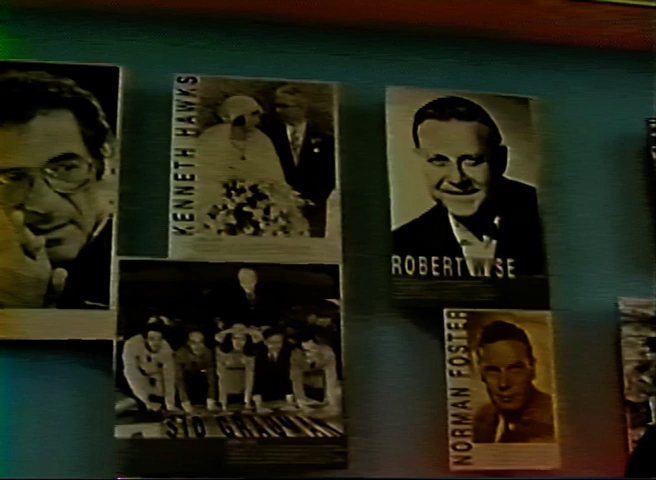 KENNETH HAWKS
ROBERT WISE
SID GRAUMAN
NORMAN FOSTER